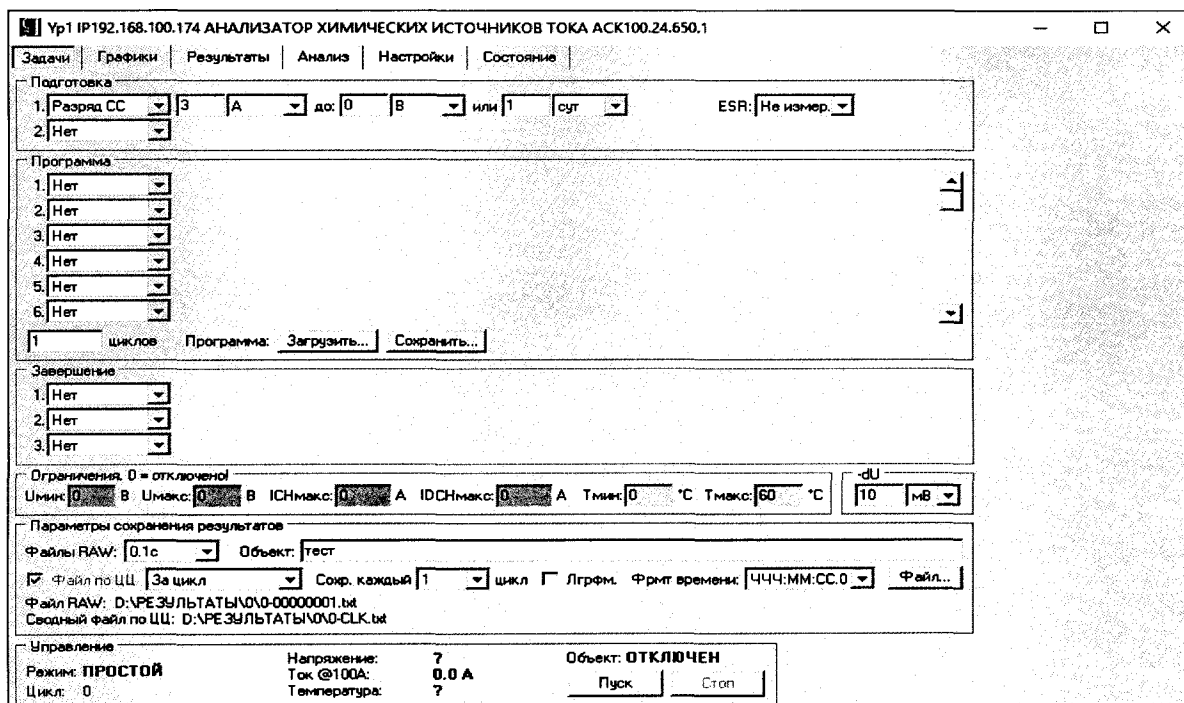 Yp1 IP192.168.100.174 АНАЛИЗАТОР ХИМИЧЕСКИХ ИСТОЧНИКОВ ТОКА АСК100.24.650.1
Задачи Графики Результаты Анализ Настройки Состояние
Подготовка
1. Разряд CC 3 А до: 0 В или 1 сут ESR: Не измер.
2. Нет
Программа
1. Нет
2. Нет
3. Нет
4. Нет
5. Нет
6. Нет
1 циклов Программа: Загрузить... Сохранить...
Завершение
1. Нет
2. Нет
3. Нет
Ограничения. 0 = отключено!
Uмин: 0 В Uмакс: 0 В ICHмакс: 0 А IDCHмакс: 0 А Tмин: 0 °C Tмакс: 60 °C
-dU
10 мВ
Параметры сохранения результатов
Файлы RAW: 0.1с Объект: тест
Файл по ЦЦ За цикл Сохр. каждый 1 цикл Лгрфм. Фрмт времени: ЧЧЧ:ММ:СС.0 Файл...
Файл RAW: D:\РЕЗУЛЬТАТЫ\0\0-00000001.txt
Сводный файл по ЦЦ: D:\РЕЗУЛЬТАТЫ\0\0-CLK.txt
Управление
Режим: ПРОСТОЙ Напряжение: ? Объект: ОТКЛЮЧЕН
Ток @100А: 0.0 А
Цикл: 0 Температура: ? Пуск Стоп